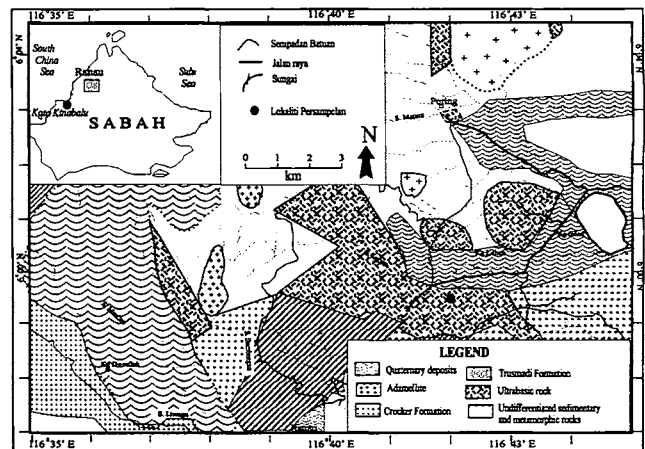 116°35' E
116°40' E
116°43' E
6°04' N
South
China
Sea
Ranau
Sulu
Sea
Kota Kinabalu
SABAH
Sempadan Batuan
Jalan raya
Sungai
Lokaliti Persampelan
N
0 1 2 3
km
Poring
6°04' N
6°00' N
6°00' N
S. Liwagu
Ranau
LEGEND
Quaternary deposits
Adamellite
Crocker Formation
Trusmadi Formation
Ultrabasic rock
Undifferentiated sedimentary
and metamorphic rocks
116°35' E
116°40' E
116°43' E